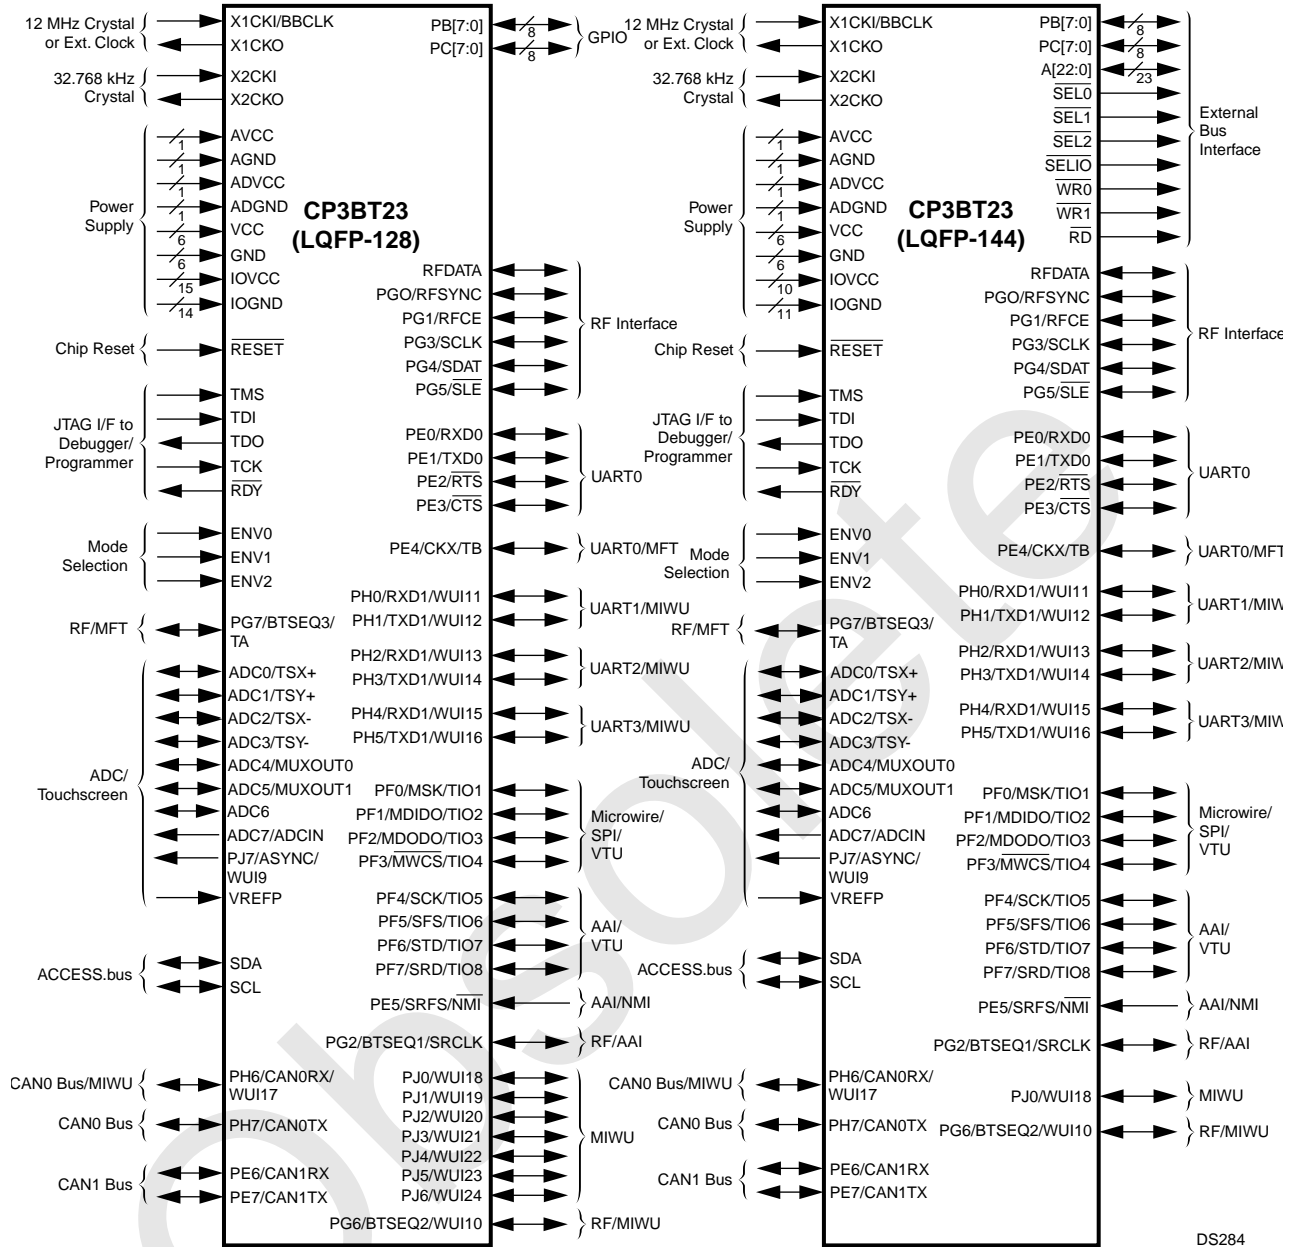 12 MHz Crystal
or Ext. Clock
X1CKI/BBCLK
X1CKO
32.768 kHz
Crystal
X2CKI
X2CKO
Power
Supply
AVCC
1
AGND
1
ADVCC
1
ADGND
1
VCC
6
GND
6
IOVCC
15
IOGND
14
Chip Reset
RESET
JTAG I/F to
Debugger/
Programmer
TMS
TDI
TDO
TCK
RDY
Mode
Selection
ENV0
ENV1
ENV2
RF/MFT
PG7/BTSEQ3/
TA
ADC/
Touchscreen
ADC0/TSX+
ADC1/TSY+
ADC2/TSX-
ADC3/TSY-
ADC4/MUXOUT0
ADC5/MUXOUT1
ADC6
ADC7/ADCIN
PJ7/ASYNC/
WUI9
VREFP
ACCESS.bus
SDA
SCL
CAN0 Bus/MIWU
PH6/CAN0RX/
WUI17
CAN0 Bus
PH7/CAN0TX
CAN1 Bus
PE6/CAN1RX
PE7/CAN1TX
CP3BT23
(LQFP-128)
PB[7:0]
8
PC[7:0]
8
GPIO
RFDATA
PGO/RFSYNC
PG1/RFCE
PG3/SCLK
PG4/SDAT
PG5/SLE
RF Interface
PE0/RXD0
PE1/TXD0
PE2/RTS
PE3/CTS
UART0
PE4/CKX/TB
UART0/MFT
PH0/RXD1/WUI11
PH1/TXD1/WUI12
UART1/MIWU
PH2/RXD1/WUI13
PH3/TXD1/WUI14
UART2/MIWU
PH4/RXD1/WUI15
PH5/TXD1/WUI16
UART3/MIWU
PF0/MSK/TIO1
PF1/MDIDO/TIO2
PF2/MDODO/TIO3
PF3/MWCS/TIO4
Microwire/
SPI/
VTU
PF4/SCK/TIO5
PF5/SFS/TIO6
PF6/STD/TIO7
PF7/SRD/TIO8
AAI/
VTU
PE5/SRFS/NMI
AAI/NMI
PG2/BTSEQ1/SRCLK
RF/AAI
PJ0/WUI18
PJ1/WUI19
PJ2/WUI20
PJ3/WUI21
PJ4/WUI22
PJ5/WUI23
PJ6/WUI24
MIWU
PG6/BTSEQ2/WUI10
RF/MIWU
12 MHz Crystal
or Ext. Clock
X1CKI/BBCLK
X1CKO
32.768 kHz
Crystal
X2CKI
X2CKO
Power
Supply
AVCC
1
AGND
1
ADVCC
1
ADGND
1
VCC
6
GND
6
IOVCC
10
IOGND
11
Chip Reset
RESET
JTAG I/F to
Debugger/
Programmer
TMS
TDI
TDO
TCK
RDY
Mode
Selection
ENV0
ENV1
ENV2
RF/MFT
PG7/BTSEQ3/
TA
ADC/
Touchscreen
ADC0/TSX+
ADC1/TSY+
ADC2/TSX-
ADC3/TSY-
ADC4/MUXOUT0
ADC5/MUXOUT1
ADC6
ADC7/ADCIN
PJ7/ASYNC/
WUI9
VREFP
ACCESS.bus
SDA
SCL
CAN0 Bus/MIWU
PH6/CAN0RX/
WUI17
CAN0 Bus
PH7/CAN0TX
CAN1 Bus
PE6/CAN1RX
PE7/CAN1TX
CP3BT23
(LQFP-144)
PB[7:0]
8
PC[7:0]
8
A[22:0]
23
SEL0
SEL1
SEL2
SELIO
WR0
WR1
RD
External
Bus
Interface
RFDATA
PGO/RFSYNC
PG1/RFCE
PG3/SCLK
PG4/SDAT
PG5/SLE
RF Interface
PE0/RXD0
PE1/TXD0
PE2/RTS
PE3/CTS
UART0
PE4/CKX/TB
UART0/MFT
PH0/RXD1/WUI11
PH1/TXD1/WUI12
UART1/MIW
PH2/RXD1/WUI13
PH3/TXD1/WUI14
UART2/MIW
PH4/RXD1/WUI15
PH5/TXD1/WUI16
UART3/MIW
PF0/MSK/TIO1
PF1/MDIDO/TIO2
PF2/MDODO/TIO3
PF3/MWCS/TIO4
Microwire/
SPI/
VTU
PF4/SCK/TIO5
PF5/SFS/TIO6
PF6/STD/TIO7
PF7/SRD/TIO8
AAI/
VTU
PE5/SRFS/NMI
AAI/NMI
PG2/BTSEQ1/SRCLK
RF/AAI
PJ0/WUI18
MIWU
PG6/BTSEQ2/WUI10
RF/MIWU
DS284
Obsolete